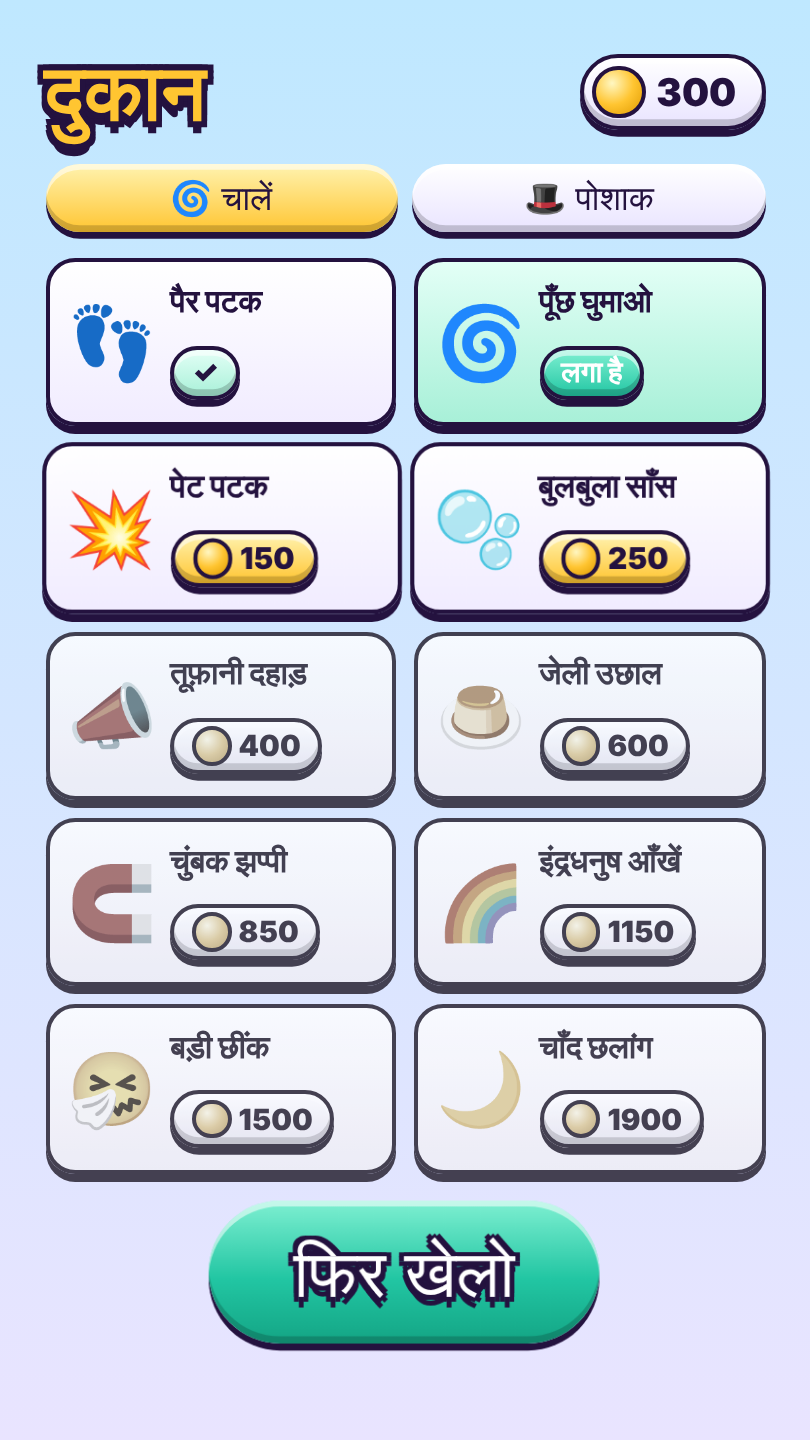 दुकान
300
चालें
पोशाक
पैर पटक
पूँछ घुमाओ
लगा है
पेट पटक
150
बुलबुला साँस
250
तूफ़ानी दहाड़
400
जेली उछाल
600
चुंबक झप्पी
850
इंद्रधनुष आँखें
1150
बड़ी छींक
1500
चाँद छलांग
1900
फिर खेलो